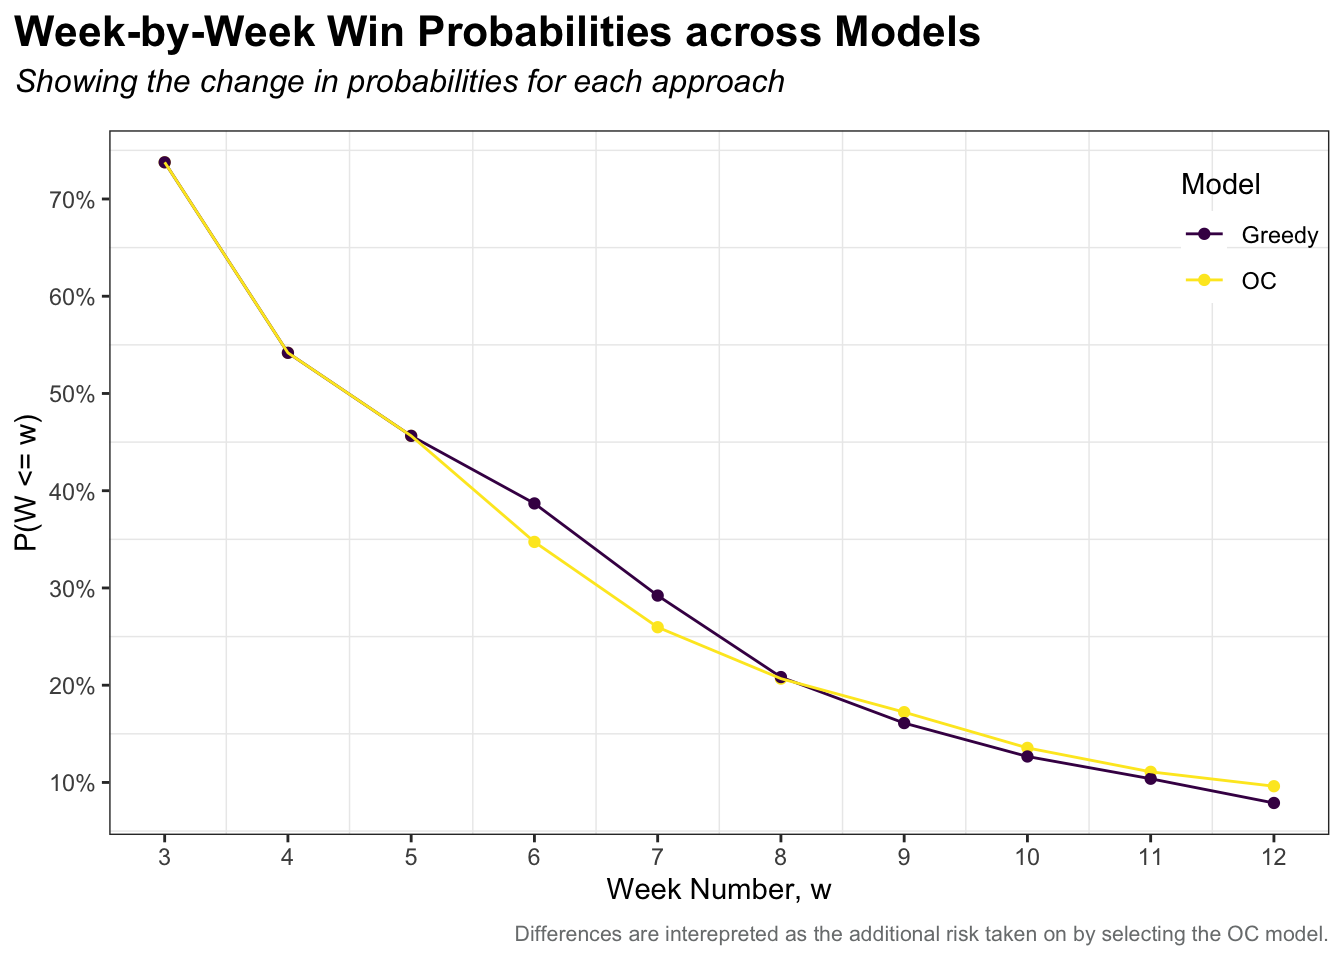 Week-by-Week Win Probabilities across Models
Showing the change in probabilities for each approach
P(W <= w)
70%
60%
50%
40%
30%
20%
10%
Model
Greedy
OC
3 4 5 6 7 8 9 10 11 12
Week Number, w
Differences are interepreted as the additional risk taken on by selecting the OC model.